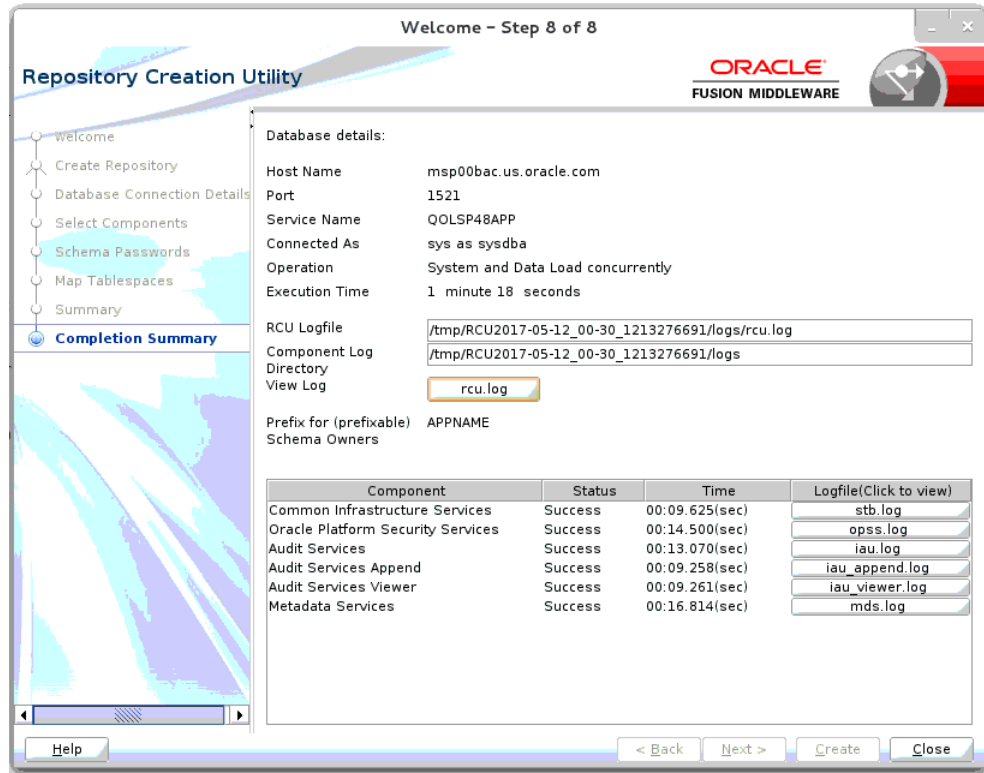 Welcome – Step 8 of 8
Repository Creation Utility
ORACLE
FUSION MIDDLEWARE
Welcome
Create Repository
Database Connection Details
Select Components
Schema Passwords
Map Tablespaces
Summary
Completion Summary
Database details:
Host Name msp00bac.us.oracle.com
Port 1521
Service Name QOLSP48APP
Connected As sys as sysdba
Operation System and Data Load concurrently
Execution Time 1 minute 18 seconds
RCU Logfile /tmp/RCU2017-05-12_00-30_1213276691/logs/rcu.log
Component Log /tmp/RCU2017-05-12_00-30_1213276691/logs
Directory
View Log rcu.log
Prefix for (prefixable) APPNAME
Schema Owners
Component Status Time Logfile(Click to view)
Common Infrastructure Services Success 00:09.625(sec) stb.log
Oracle Platform Security Services Success 00:14.500(sec) opss.log
Audit Services Success 00:13.070(sec) iau.log
Audit Services Append Success 00:09.258(sec) iau_append.log
Audit Services Viewer Success 00:09.261(sec) iau_viewer.log
Metadata Services Success 00:16.814(sec) mds.log
Help < Back Next > Create Close